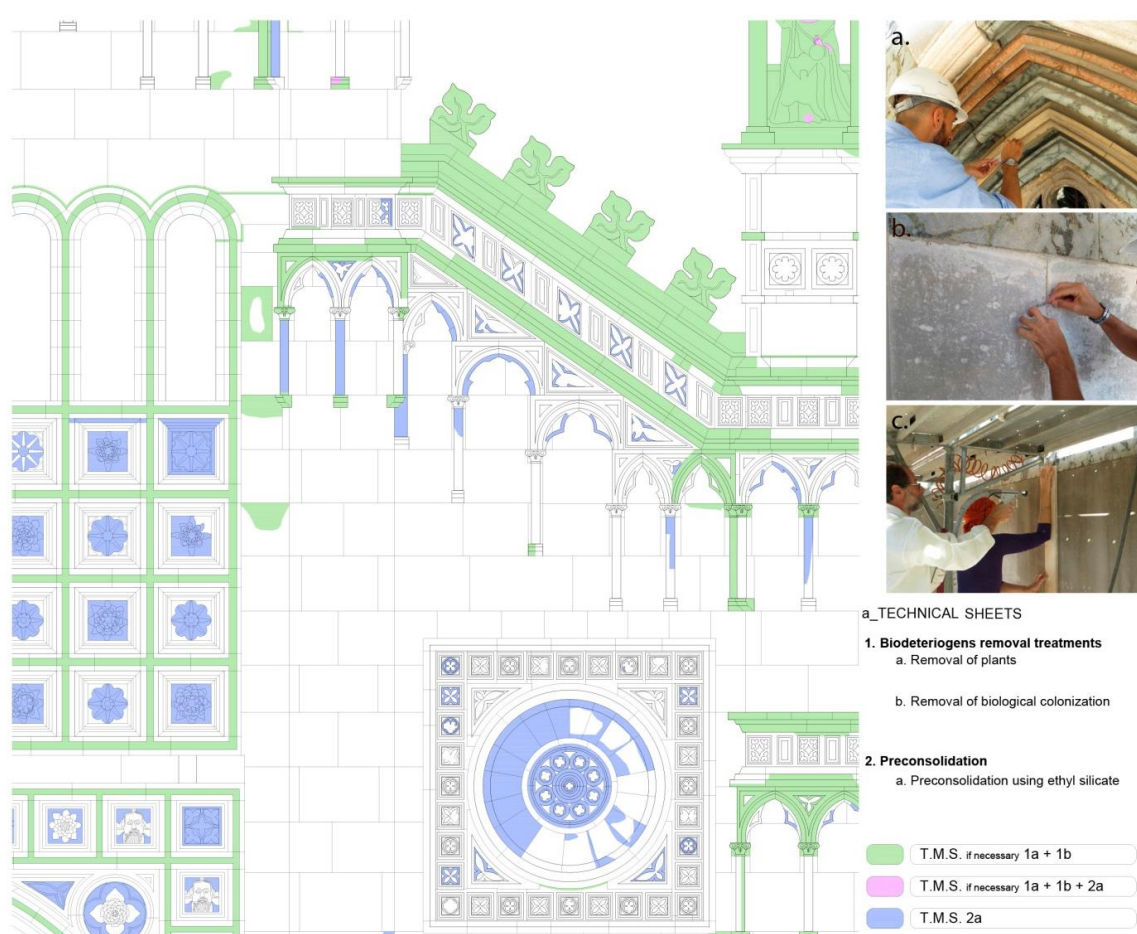 a.
b.
c.
a_TECHNICAL SHEETS
1. Biodeteriogens removal treatments
a. Removal of plants
b. Removal of biological colonization
2. Preconsolidation
a. Preconsolidation using ethyl silicate
T.M.S. if necessary 1a + 1b
T.M.S. if necessary 1a + 1b + 2a
T.M.S. 2a